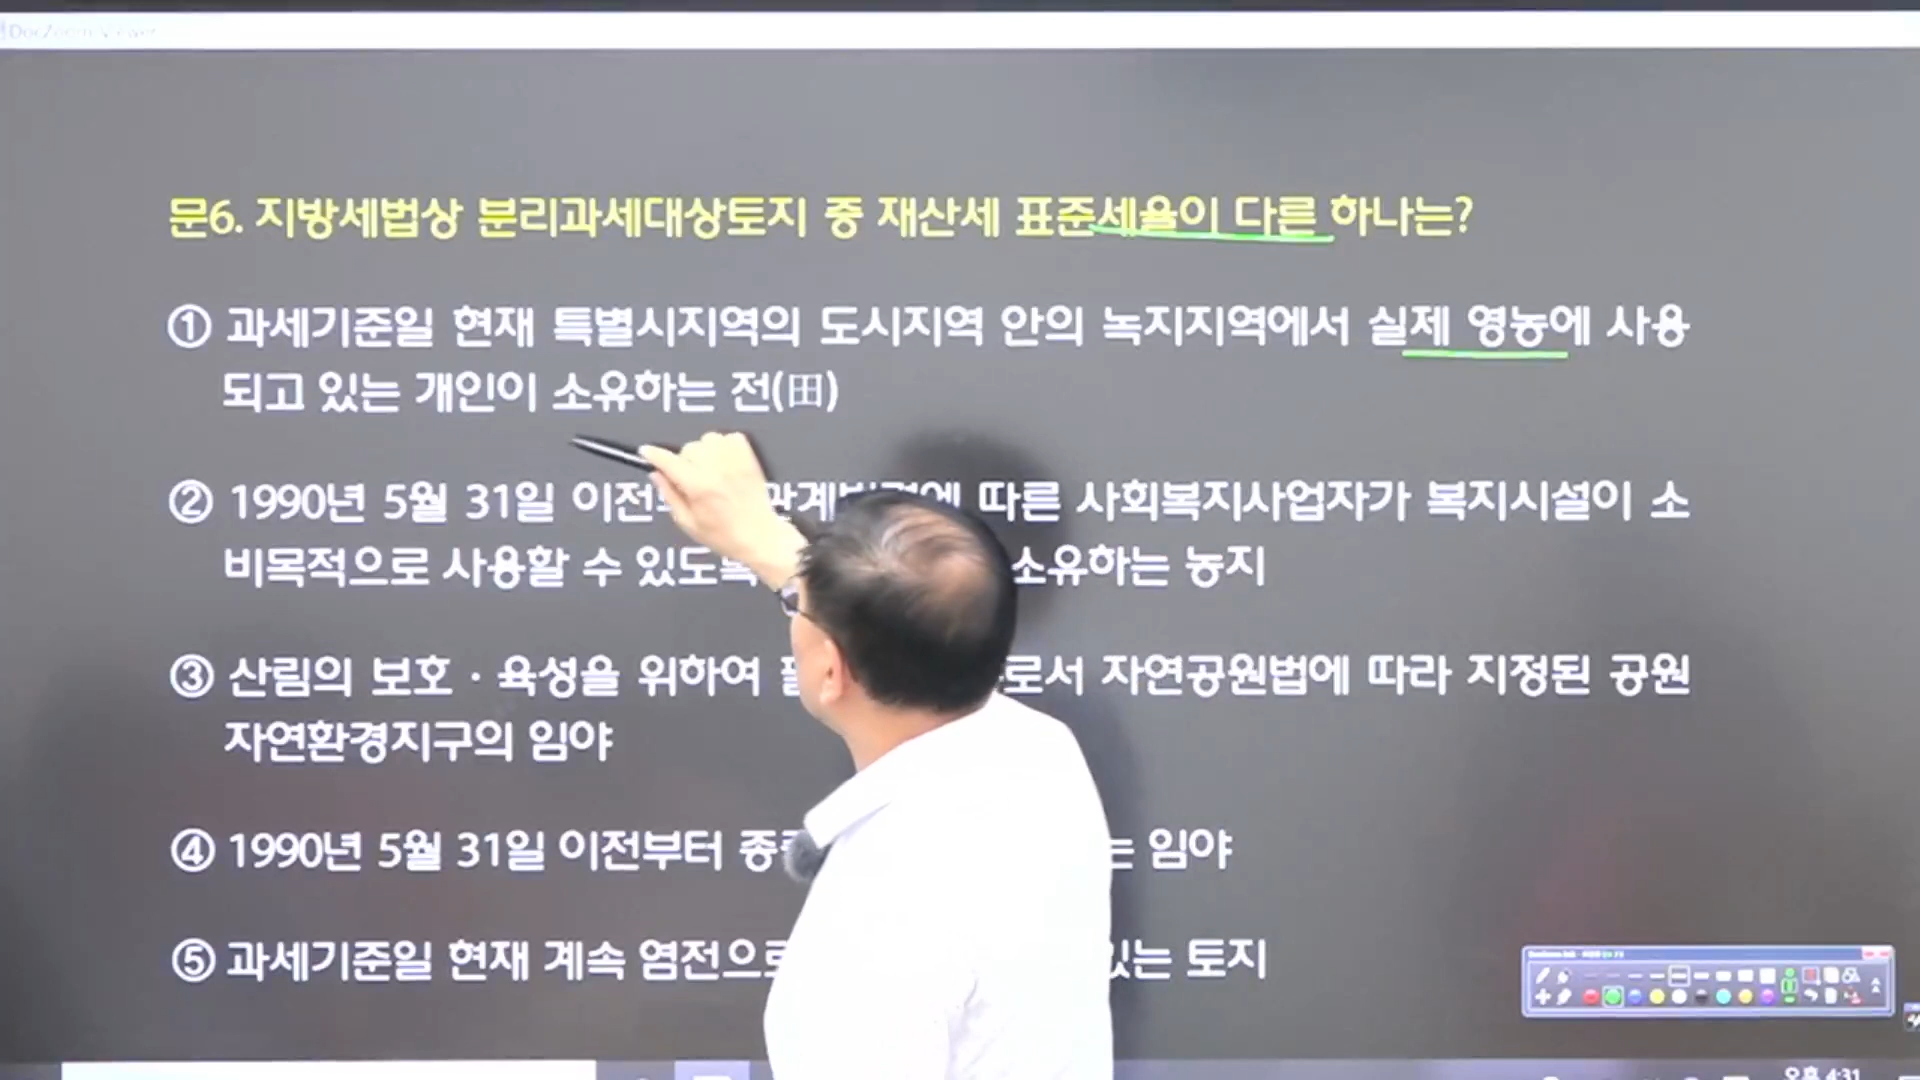 DocZoom Viewer
문6. 지방세법상 분리과세대상토지 중 재산세 표준세율이 다른 하나는?
① 과세기준일 현재 특별시지역의 도시지역 안의 녹지지역에서 실제 영농에 사용
되고 있는 개인이 소유하는 전(田)
② 1990년 5월 31일 이전 따른 사회복지사업자가 복지시설이 소
비목적으로 사용할 수 있도록 소유하는 농지
③ 산림의 보호·육성을 위하여 로서 자연공원법에 따라 지정된 공원
자연환경지구의 임야
④ 1990년 5월 31일 이전부터 임야
⑤ 과세기준일 현재 계속 염전으로 있는 토지
오후 4:31